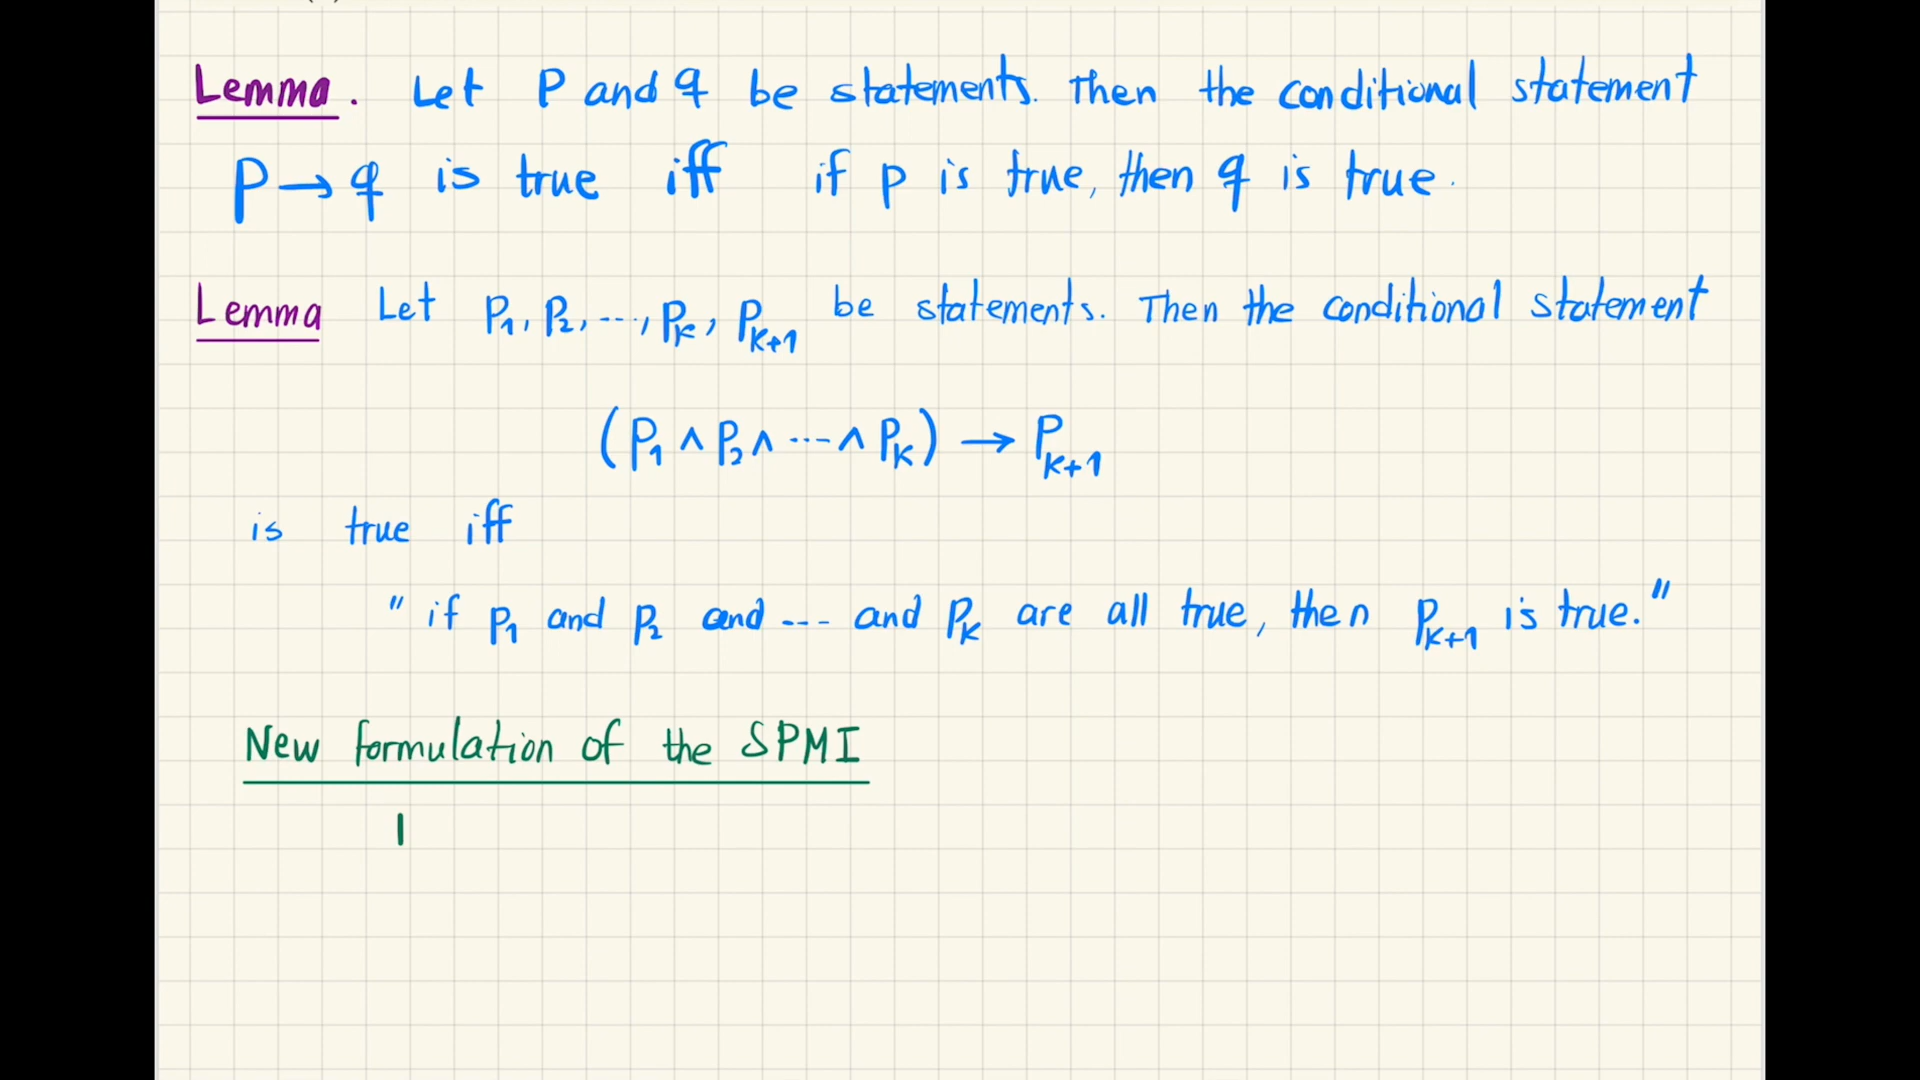 Lemma. Let P and q be statements. Then the conditional statement
P → q is true iff if p is true, then q is true.
Lemma Let P₁, P₂, ..., Pₖ, Pₖ₊₁ be statements. Then the conditional statement
(P₁ ∧ P₂ ∧ ... ∧ Pₖ) → Pₖ₊₁
is true iff
"if p₁ and p₂ and ... and pₖ are all true, then pₖ₊₁ is true."
New formulation of the SPMI